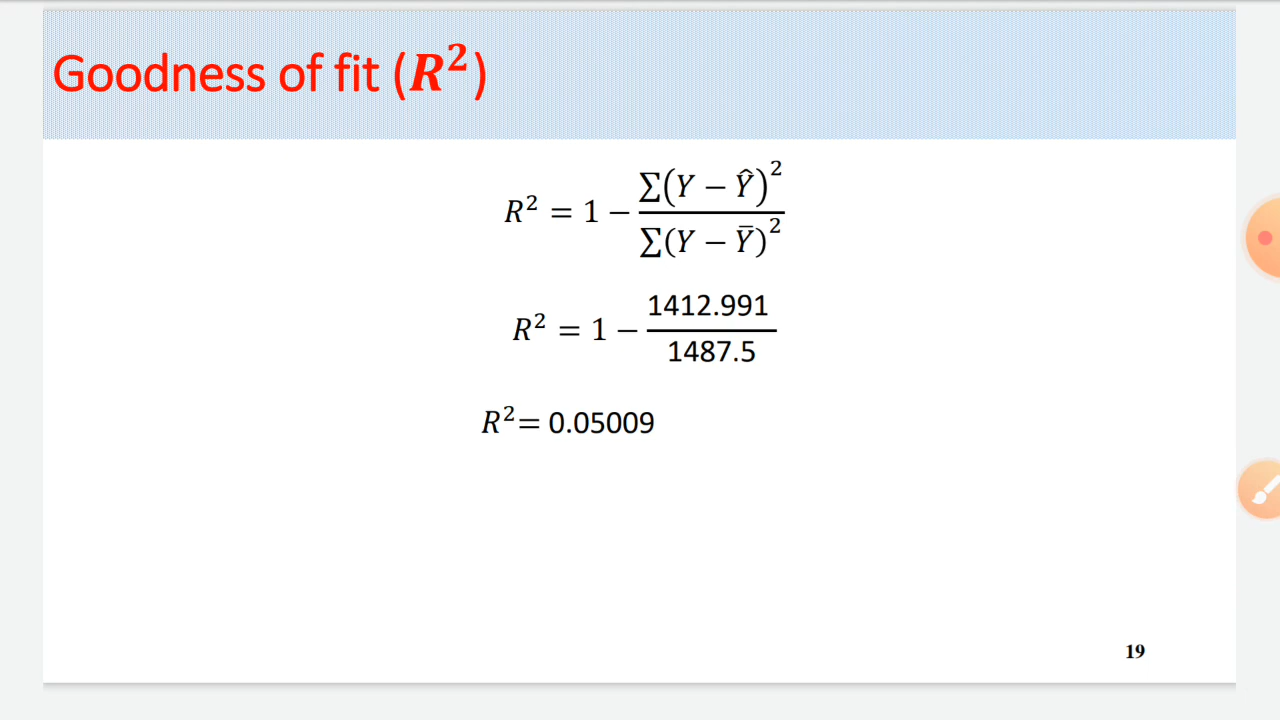 Goodness of fit (R²)
R² = 1 − ∑(Y − Ŷ)² / ∑(Y − Ȳ)²
R² = 1 − 1412.991 / 1487.5
R²= 0.05009
19